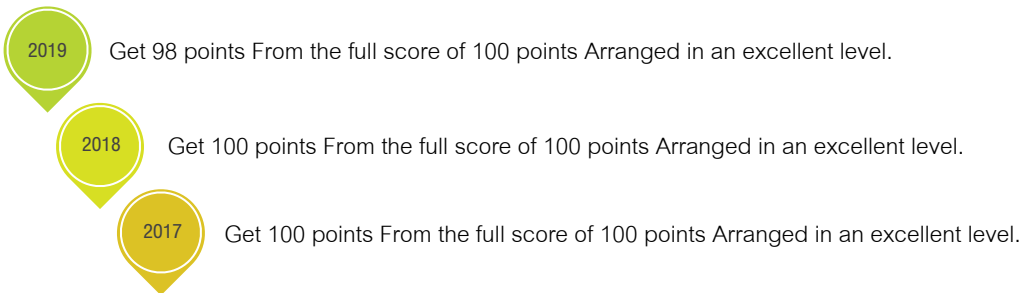 2019
Get 98 points From the full score of 100 points Arranged in an excellent level.
2018
Get 100 points From the full score of 100 points Arranged in an excellent level.
2017
Get 100 points From the full score of 100 points Arranged in an excellent level.